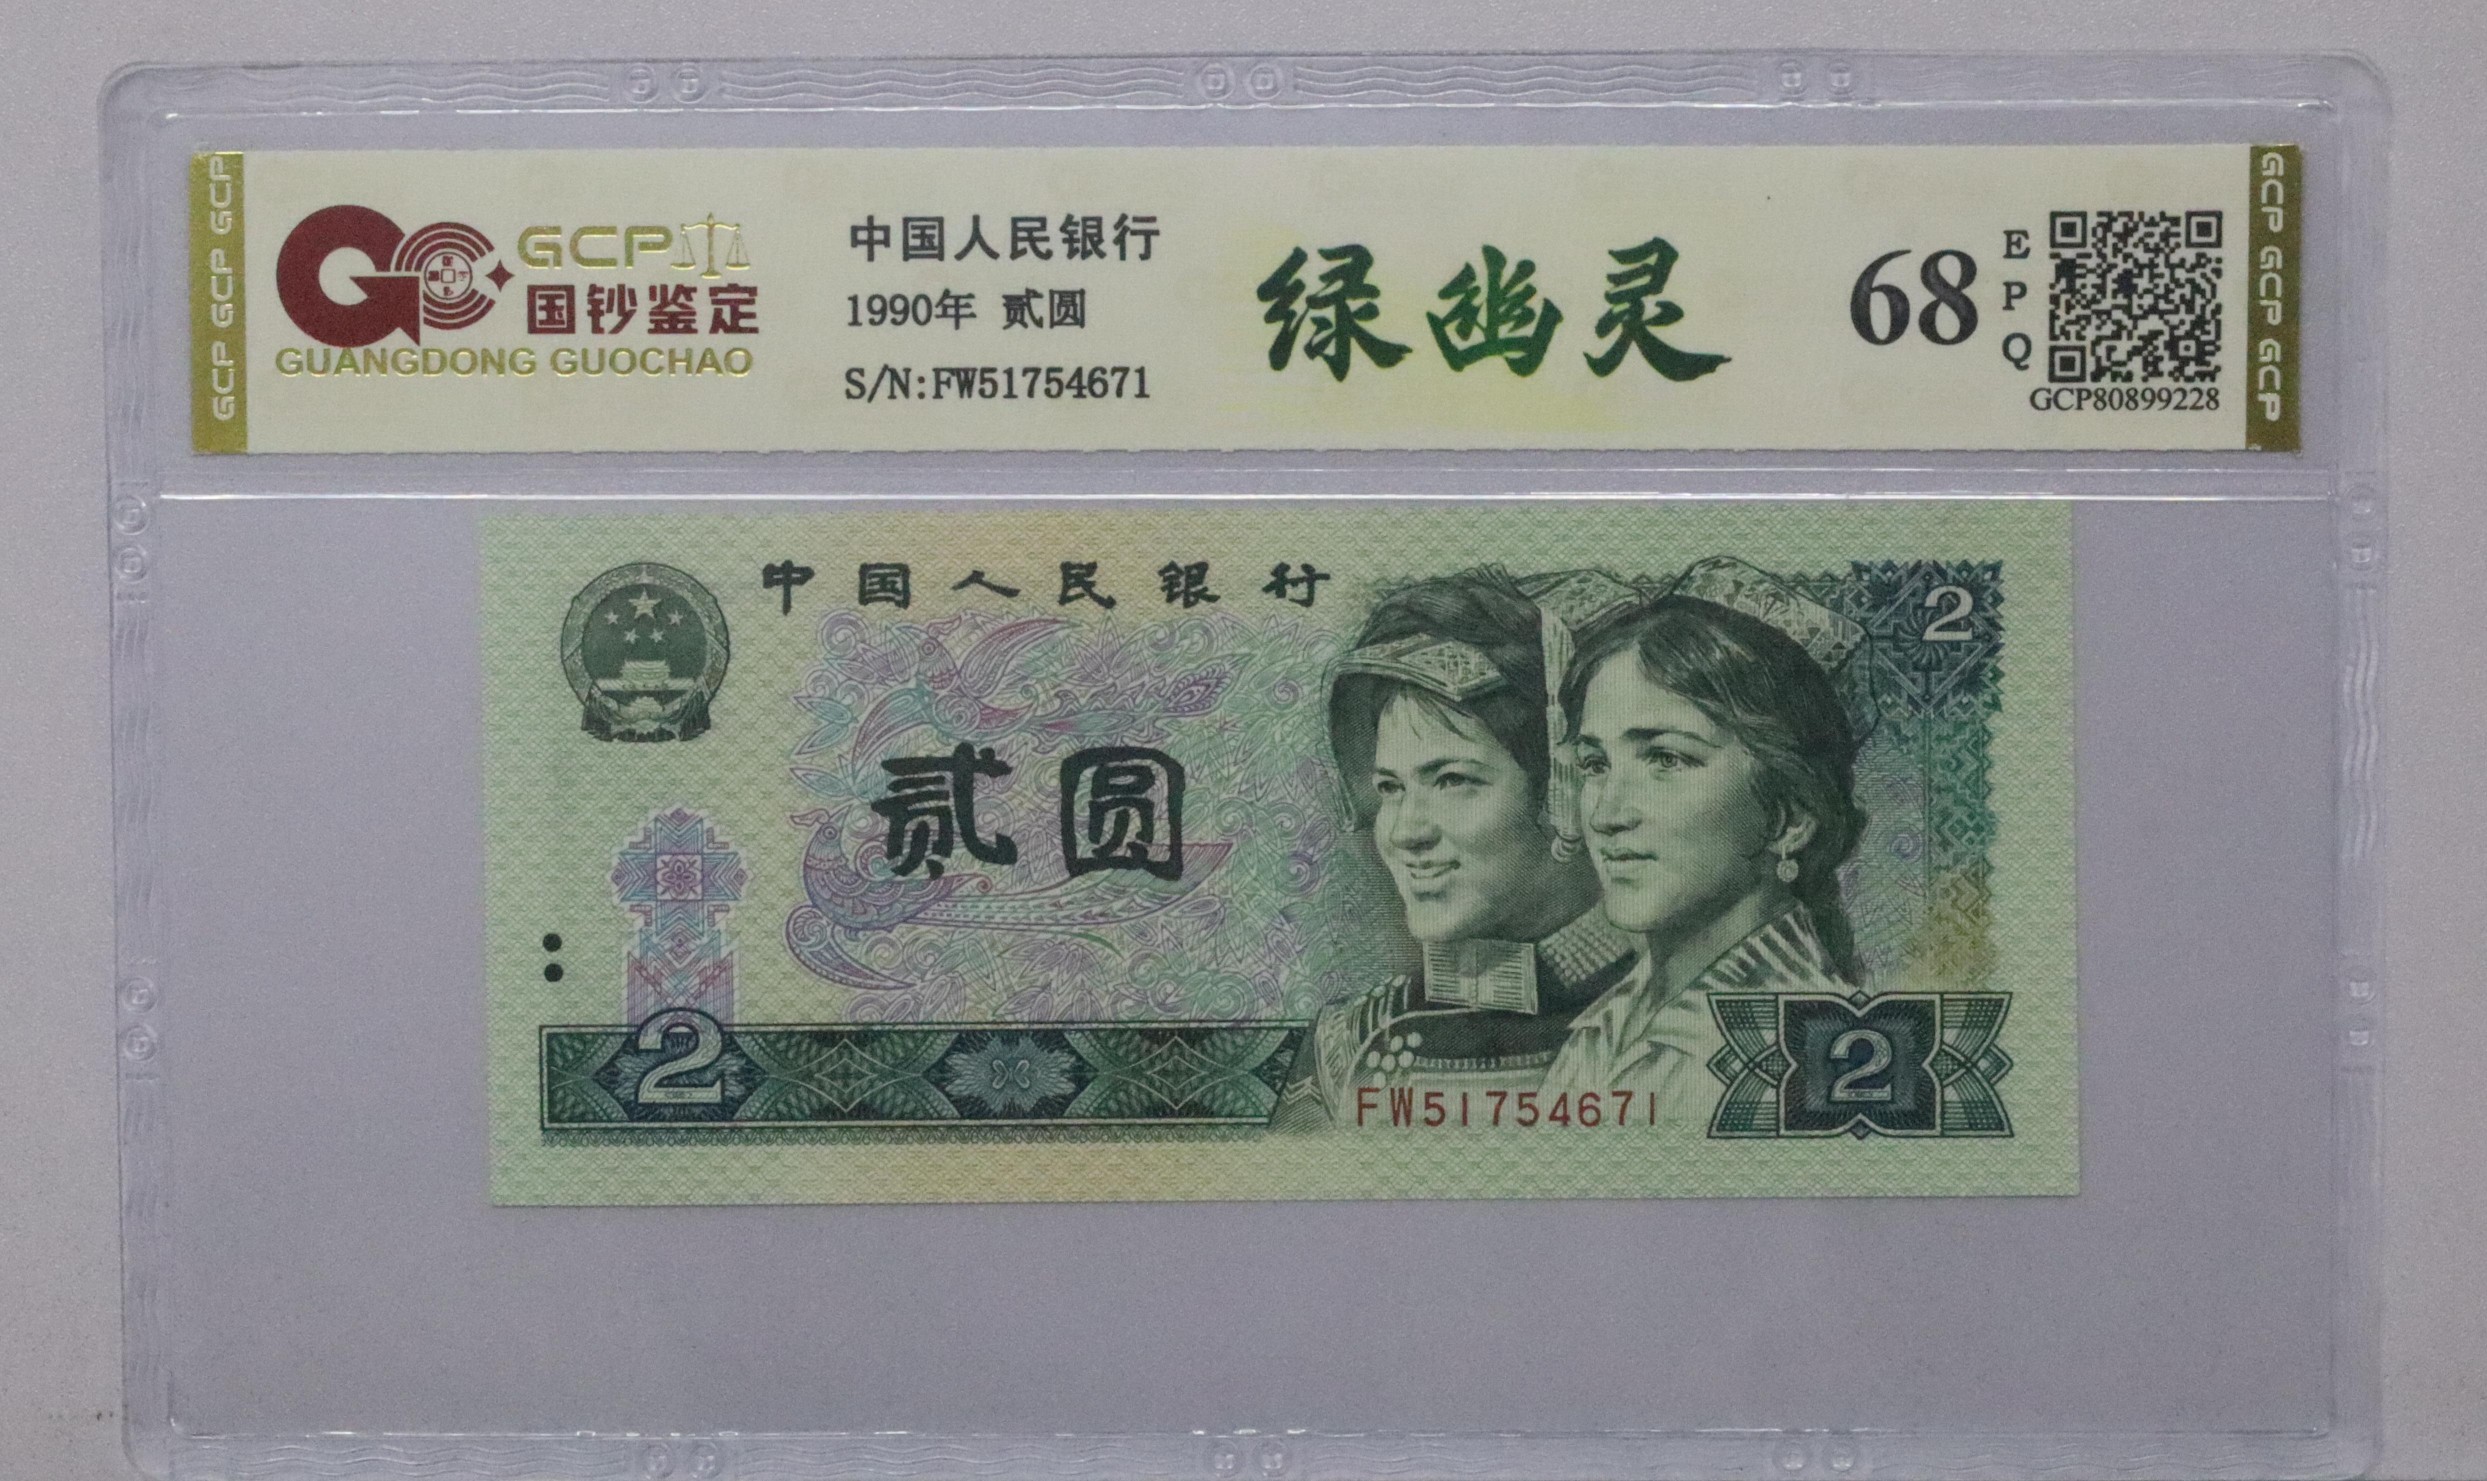 GCP GCP GCP
GCP
国钞鉴定
GUANGDONG GUOCHAO
中国人民银行
1990年 贰圆
S/N:FW51754671
绿幽灵
68
E
P
Q
GCP80899228
GCP GCP GCP
中国人民银行
2
贰圆
2
FW51754671
2